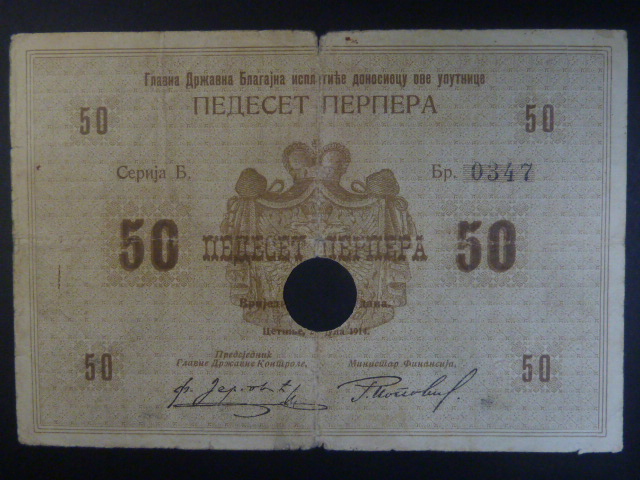 Главна Државна Благајна исплатиће доносиоцу ове упутнице
ПЕДЕСЕТ ПЕРПЕРА
50 50
Серија Б. Бр. 0347
50 ПЕДЕСЕТ ПЕРПЕРА 50
Цетиње,
Предсједник
Главне Државне Контроле, Министар Финансија,
50 50